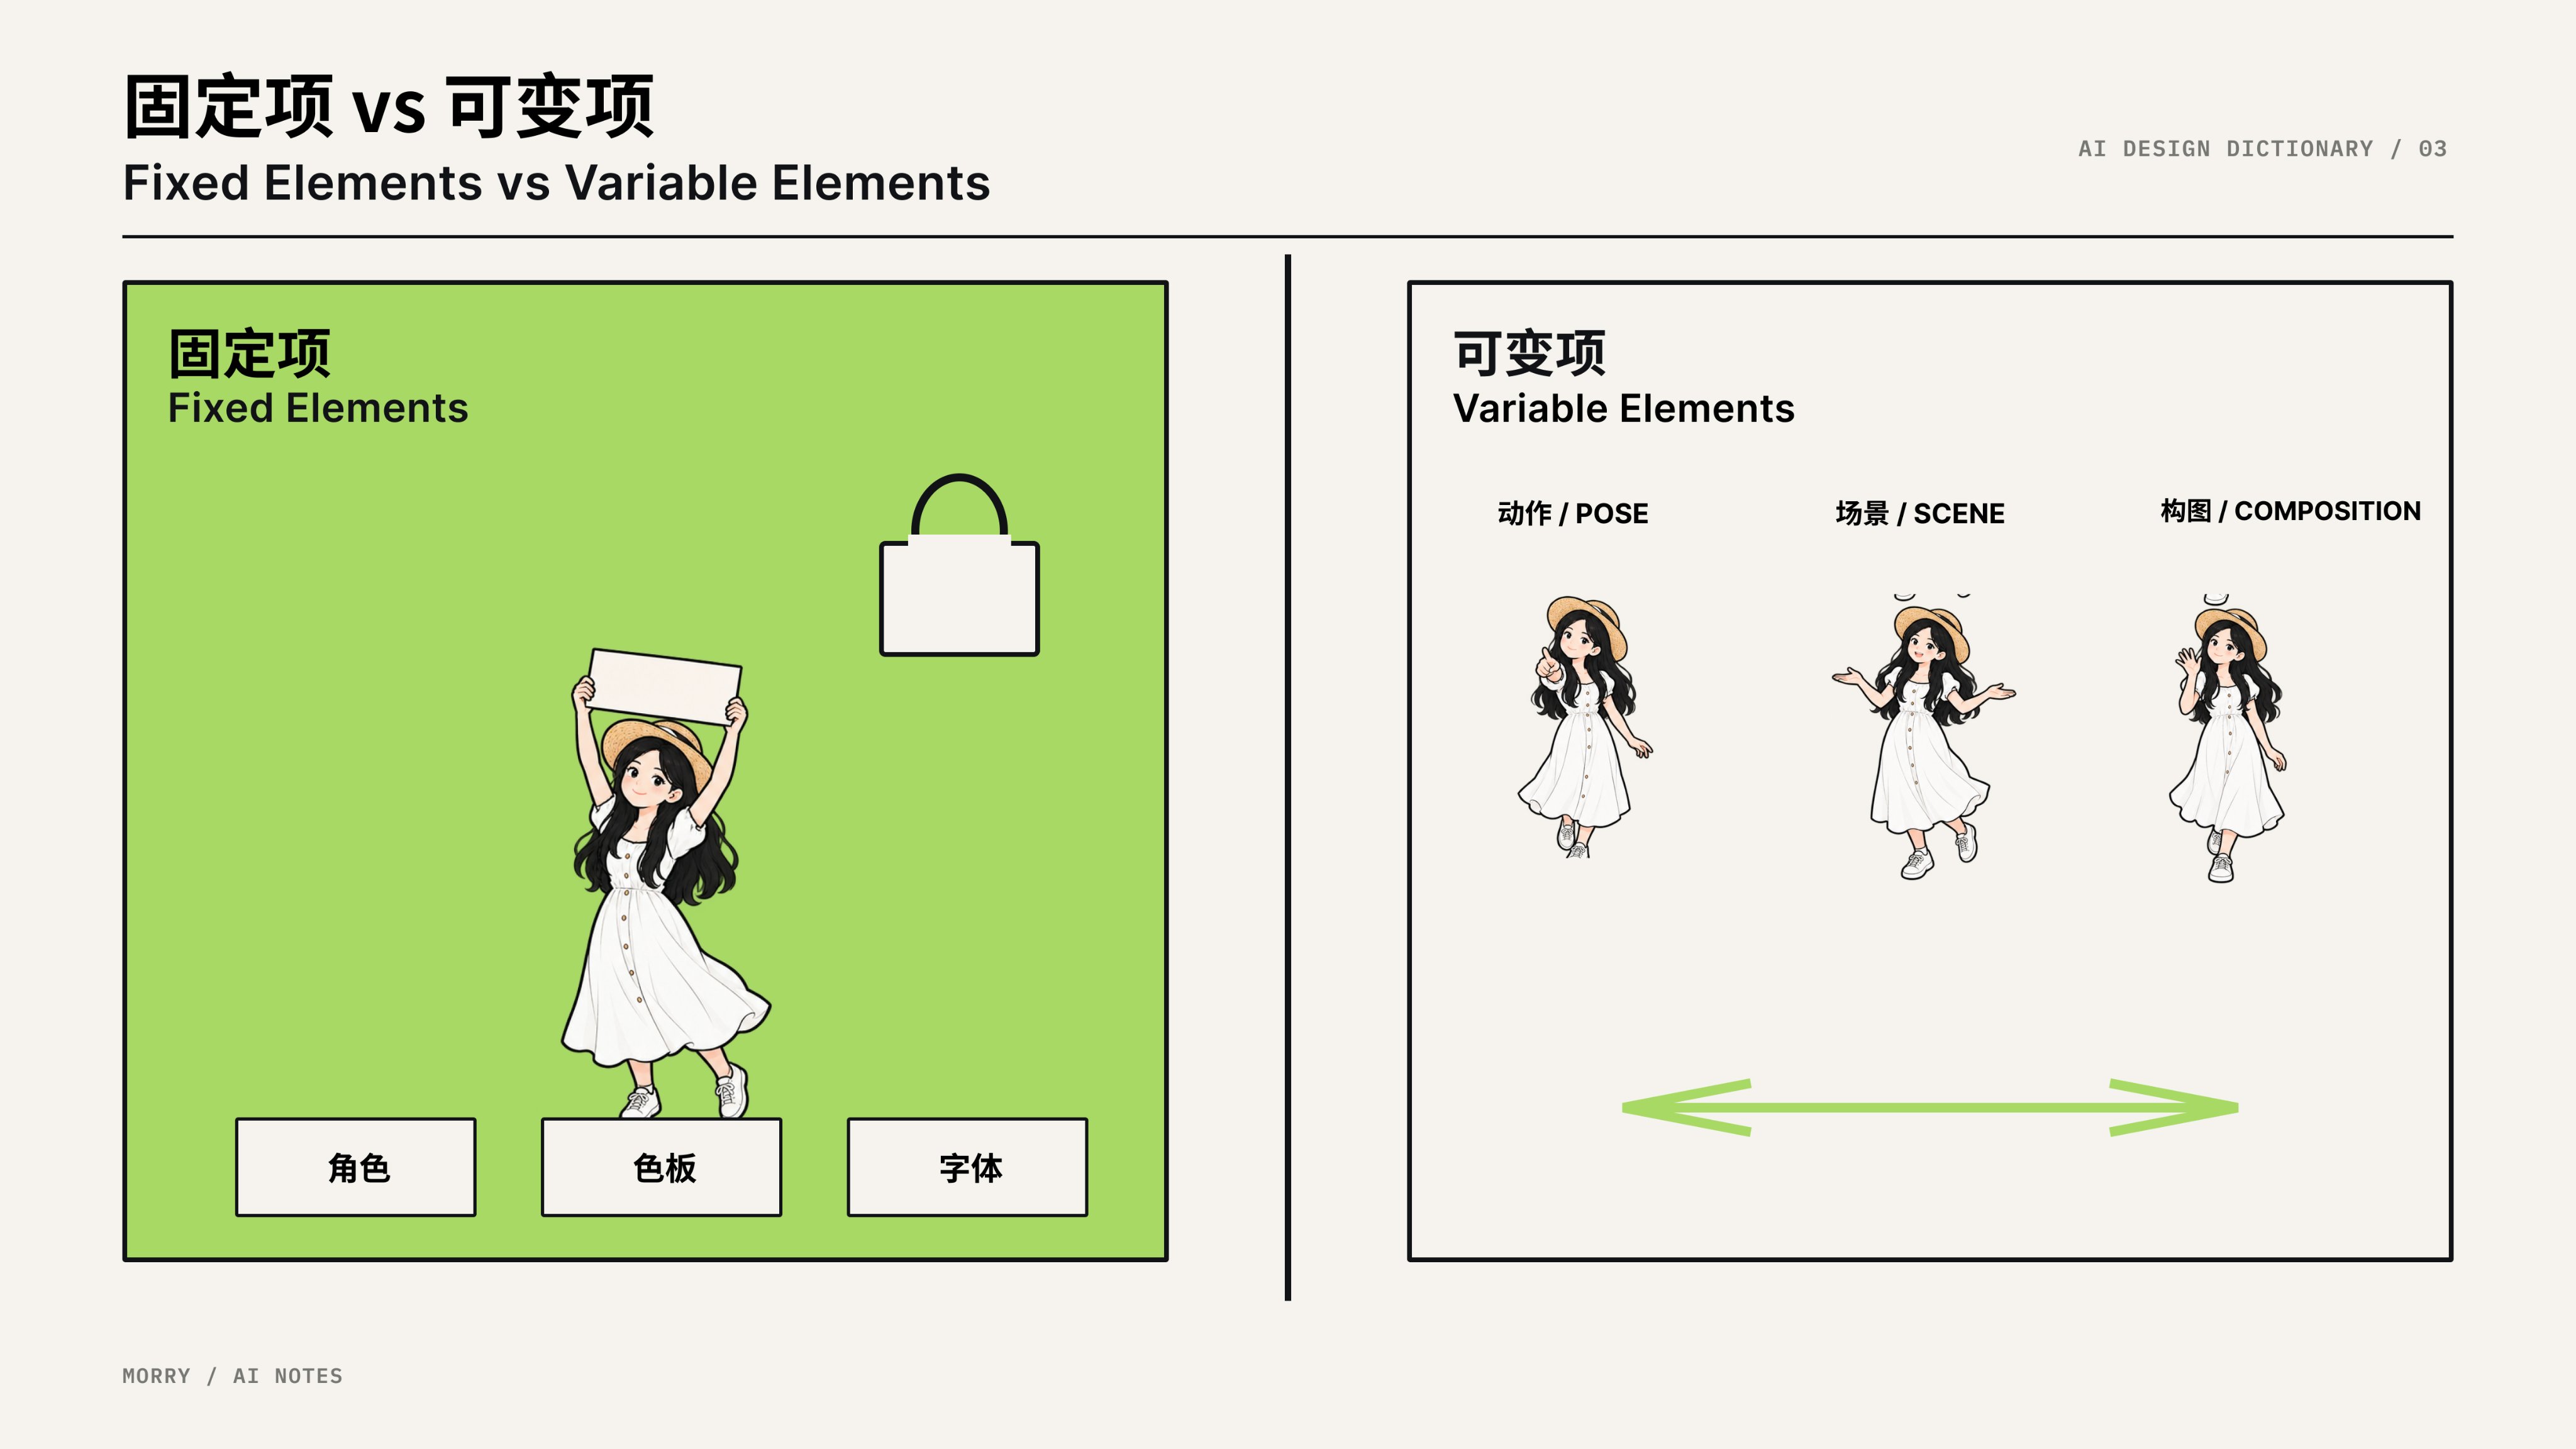 固定项 vs 可变项
Fixed Elements vs Variable Elements
AI DESIGN DICTIONARY / 03
固定项
Fixed Elements
角色
色板
字体
可变项
Variable Elements
动作 / POSE
场景 / SCENE
构图 / COMPOSITION
MORRY / AI NOTES